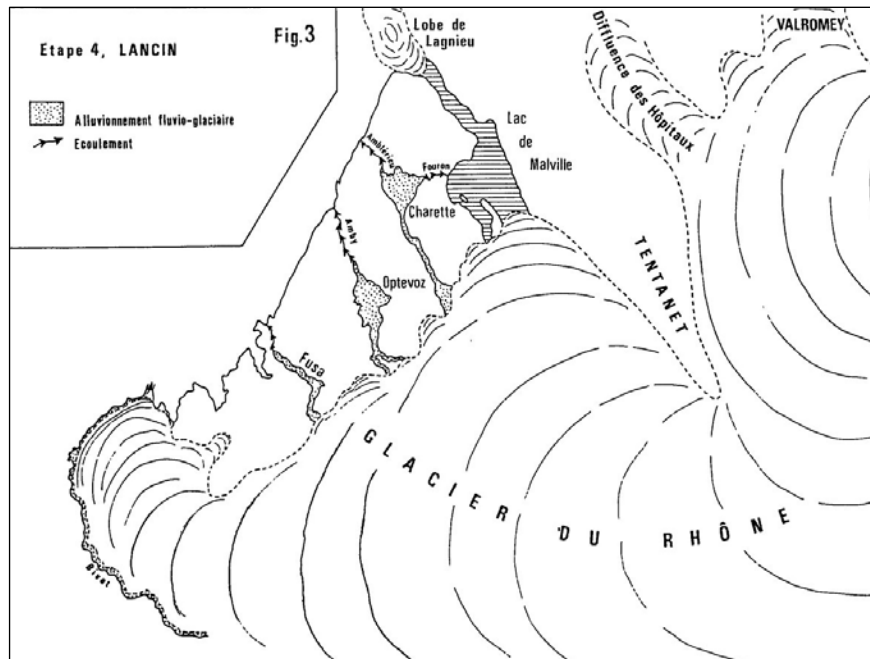 Etape 4, LANCIN
Fig.3
Alluvionnement fluvio-glaciaire
Ecoulement
Lobe de
Lagnieu
Diffluence des Hôpitaux
VALROMEY
Lac
de
Malville
Amblérieu
Fouron
Charette
Amby
Optevoz
TENTANET
Fusa
GLACIER DU RHÔNE
Bivet